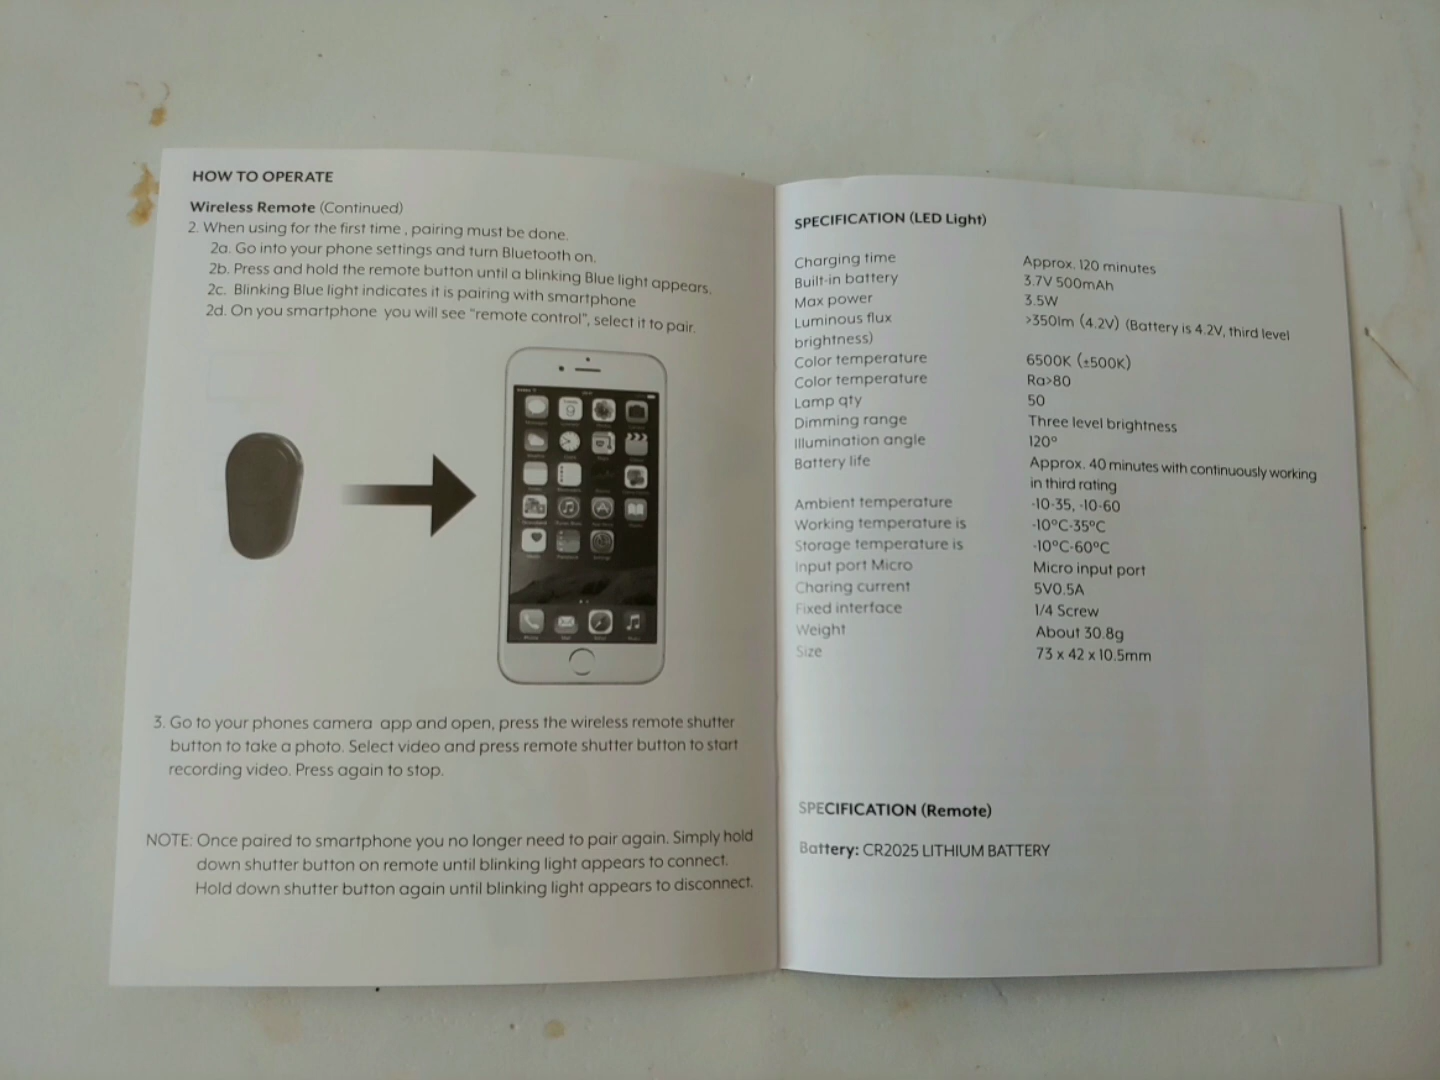 HOW TO OPERATE
Wireless Remote (Continued)
2. When using for the first time , pairing must be done.
2a. Go into your phone settings and turn Bluetooth on.
2b. Press and hold the remote button until a blinking Blue light appears.
2c. Blinking Blue light indicates it is pairing with smartphone
2d. On you smartphone you will see "remote control", select it to pair.
9
3. Go to your phones camera app and open, press the wireless remote shutter
button to take a photo. Select video and press remote shutter button to start
recording video. Press again to stop.
NOTE: Once paired to smartphone you no longer need to pair again. Simply hold
down shutter button on remote until blinking light appears to connect.
Hold down shutter button again until blinking light appears to disconnect.
SPECIFICATION (LED Light)
Charging time Approx. 120 minutes
Built-in battery 3.7V 500mAh
Max power 3.5W
Luminous flux >350lm (4.2V) (Battery is 4.2V, third level
brightness)
Color temperature 6500K (±500K)
Color temperature Ra>80
Lamp qty 50
Dimming range Three level brightness
Illumination angle 120°
Battery life Approx. 40 minutes with continuously working
in third rating
Ambient temperature -10-35, -10-60
Working temperature is -10°C-35°C
Storage temperature is -10°C-60°C
Input port Micro Micro input port
Charing current 5V0.5A
Fixed interface 1/4 Screw
Weight About 30.8g
Size 73 x 42 x 10.5mm
SPECIFICATION (Remote)
Battery: CR2025 LITHIUM BATTERY